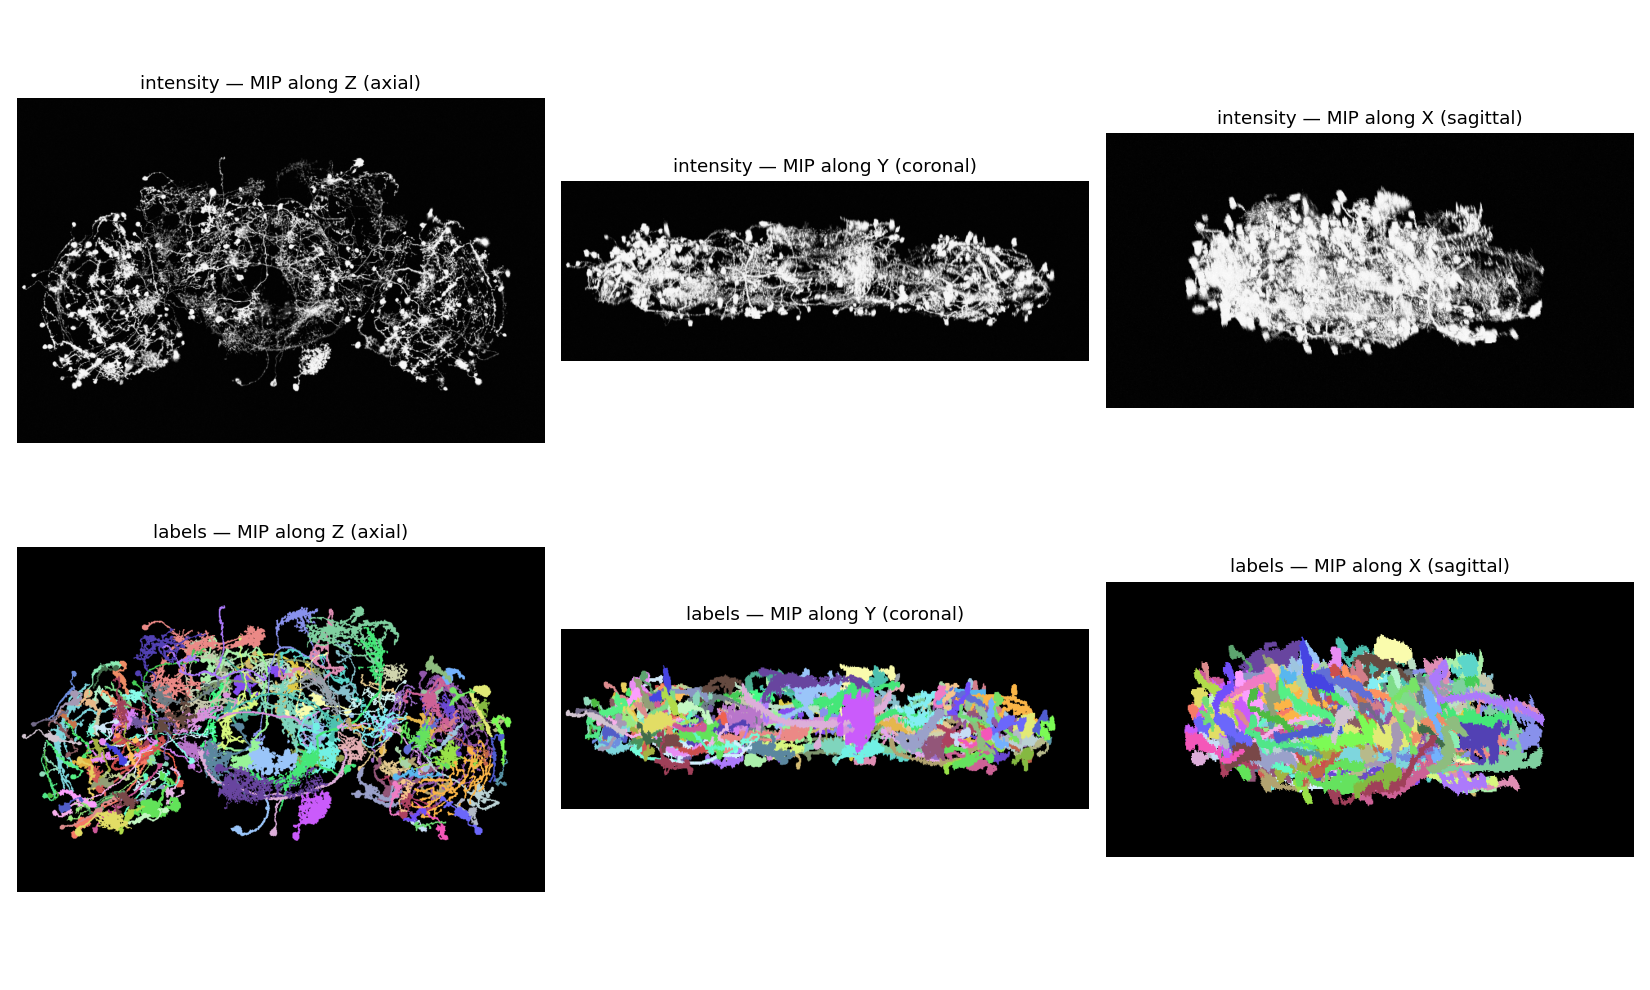 intensity — MIP along Z (axial)
intensity — MIP along Y (coronal)
intensity — MIP along X (sagittal)
labels — MIP along Z (axial)
labels — MIP along Y (coronal)
labels — MIP along X (sagittal)